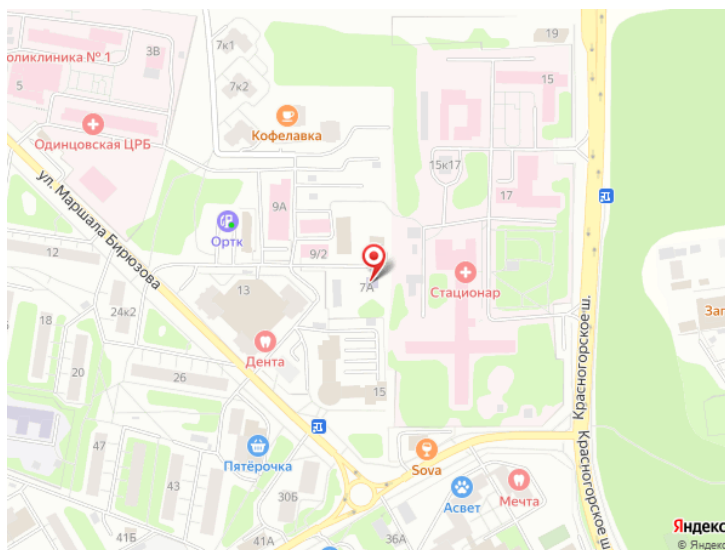 7к1
19
3В
оликлиника № 1
5
7к2
15
Кофелавка
Одинцовская ЦРБ
15к17
17
9А
ул. Маршала Бирюзова
Ортк
12
9/2
13
7А
Стационар
24к2
18
Красногорское ш.
Заг
Дента
20
26
15
Красногорское ш
47
Пятёрочка
Sova
43
Мечта
30Б
Асвет
41Б
41А
36А
Яндекс
© Яндекс